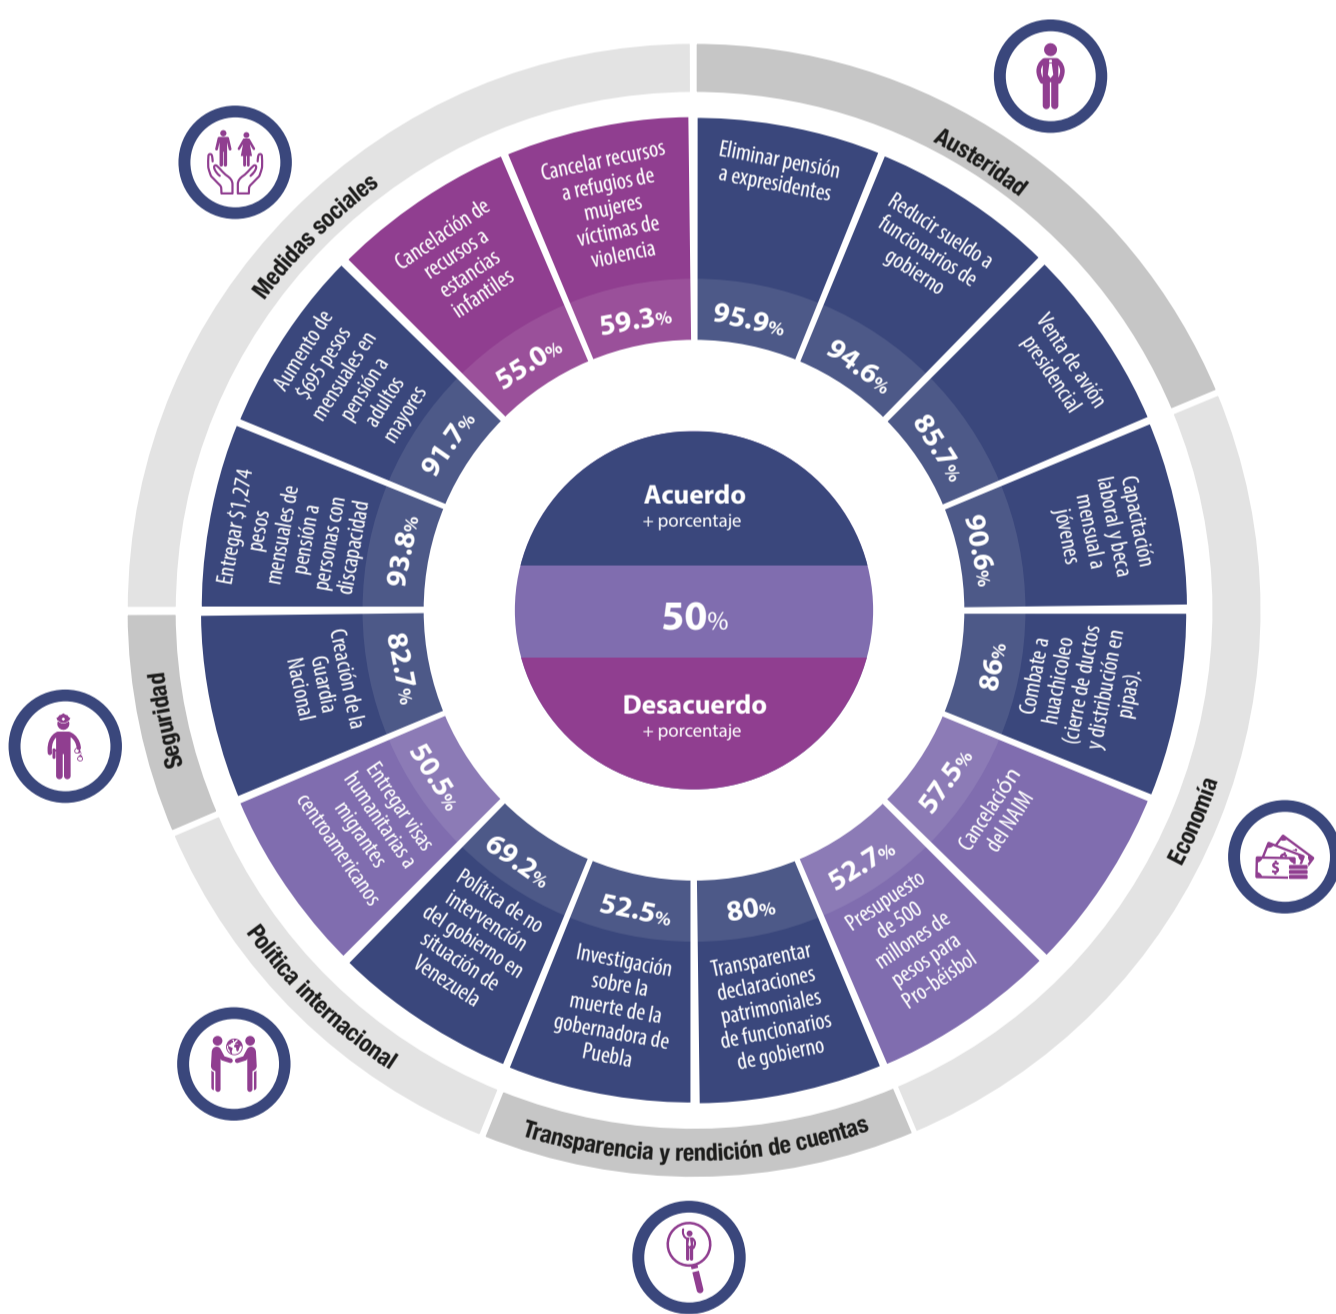 Austeridad
Eliminar pensión
a expresidentes
95.9%
Reducir sueldo a
funcionarios de
gobierno
94.6%
Venta de avión
presidencial
85.7%
Economía
Capacitación
laboral y beca
mensual a
jóvenes
90.6%
Combate a
huachicoleo
(cierre de ductos
y distribución en
pipas).
86%
Cancelación
del NAIM
57.5%
Presupuesto
de 500
millones de
pesos para
Pro-béisbol
52.7%
Transparencia y rendición de cuentas
80%
Transparentar
declaraciones
patrimoniales
de funcionarios
de gobierno
52.5%
Investigación
sobre la
muerte de la
gobernadora de
Puebla
Política internacional
69.2%
Política de no
intervención
del gobierno en
situación de
Venezuela
50.5%
Entregar visas
humanitarias a
migrantes
centroamericanos
Seguridad
82.7%
Creación de la
Guardia
Nacional
Medidas sociales
Entregar $1,274
pesos
mensuales de
pensión a
personas con
discapacidad
93.8%
Aumento de
$695 pesos
mensuales en
pensión a
adultos
mayores
91.7%
Cancelación de
recursos a
estancias
infantiles
55.0%
Cancelar recursos
a refugios de
mujeres
víctimas de
violencia
59.3%
Acuerdo
+ porcentaje
50%
Desacuerdo
+ porcentaje